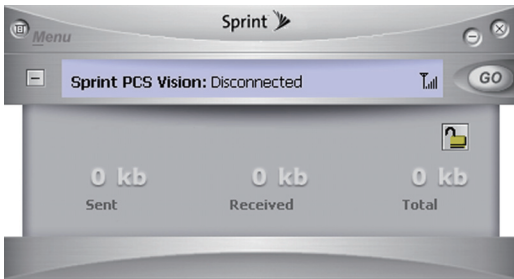 Sprint
Menu
Sprint PCS Vision: Disconnected
GO
0 kb 0 kb 0 kb
Sent Received Total